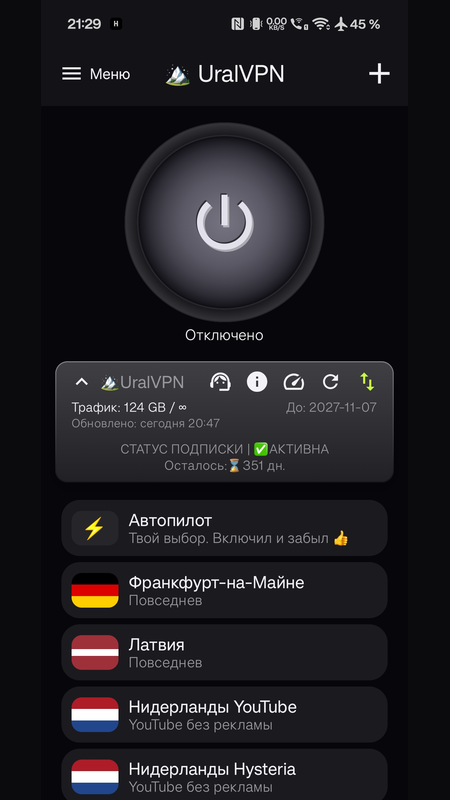 21:29 H 0.00 KB/S 45 %
Меню UralVPN
Отключено
UralVPN
Трафик: 124 GB / ∞ До: 2027-11-07
Обновлено: сегодня 20:47
СТАТУС ПОДПИСКИ | ✅АКТИВНА
Осталось:⌛351 дн.
Автопилот
Твой выбор. Включил и забыл 👍
Франкфурт-на-Майне
Повседнев
Латвия
Повседнев
Нидерланды YouTube
YouTube без рекламы
Нидерланды Hysteria
YouTube без рекламы